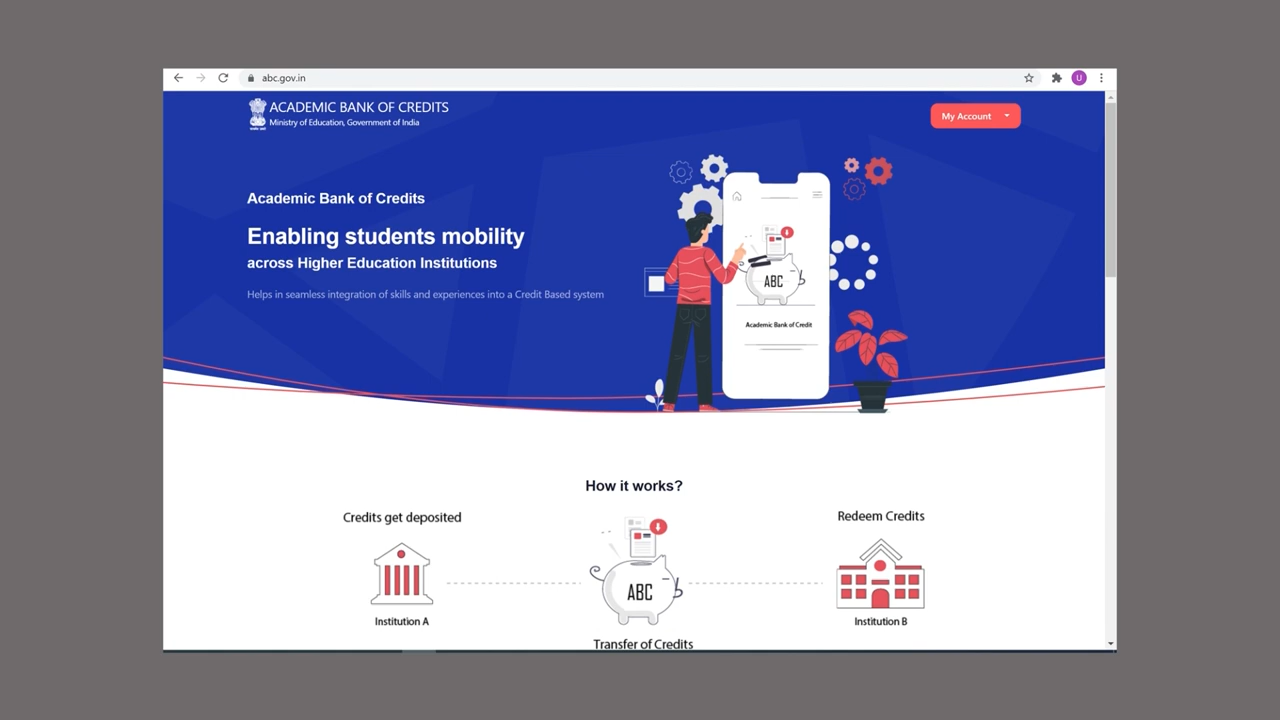 abc.gov.in
U
ACADEMIC BANK OF CREDITS
Ministry of Education, Government of India
My Account
Academic Bank of Credits
Enabling students mobility
across Higher Education Institutions
Helps in seamless integration of skills and experiences into a Credit Based system
ABC
Academic Bank of Credit
How it works?
Credits get deposited
Redeem Credits
ABC
Institution A
Institution B
Transfer of Credits